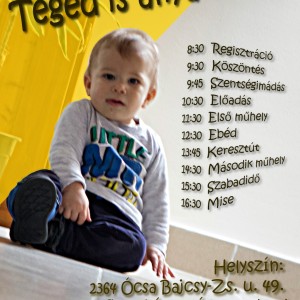 Téged is
8:30 Regisztráció
9:30 Köszöntés
9:45 Szentségimádás
10:30 Előadás
11:30 Első műhely
12:30 Ebéd
13:45 Keresztút
14:30 Második műhely
15:30 Szabadidő
16:30 Mise
Helyszín:
2364 Ócsa Bajcsy-Zs. u. 49.